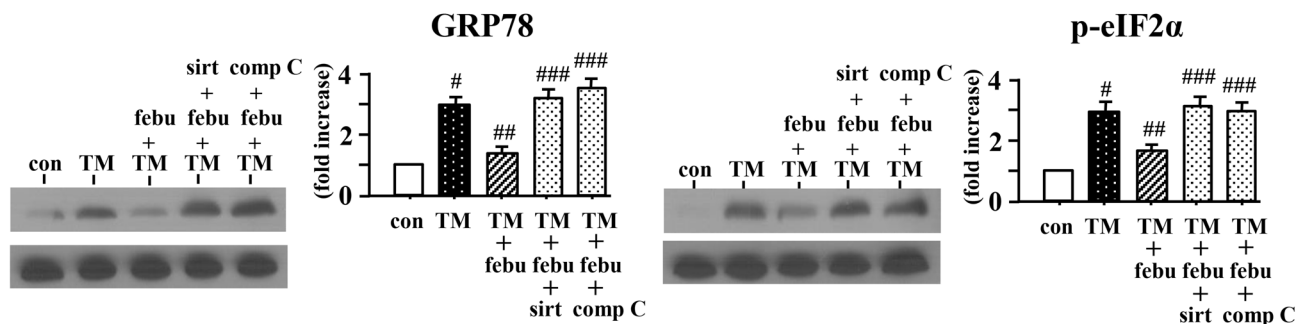 GRP78
sirt comp C
+ +
febu febu febu
+ + +
con TM TM TM TM
(fold increase)
4
2
0
#
##
###
###
con TM TM TM TM
+ + +
febu febu febu
+ +
sirt comp C
p-eIF2α
sirt comp C
+ +
febu febu febu
+ + +
con TM TM TM TM
(fold increase)
4
2
0
#
##
###
###
con TM TM TM TM
+ + +
febu febu febu
+ +
sirt comp C